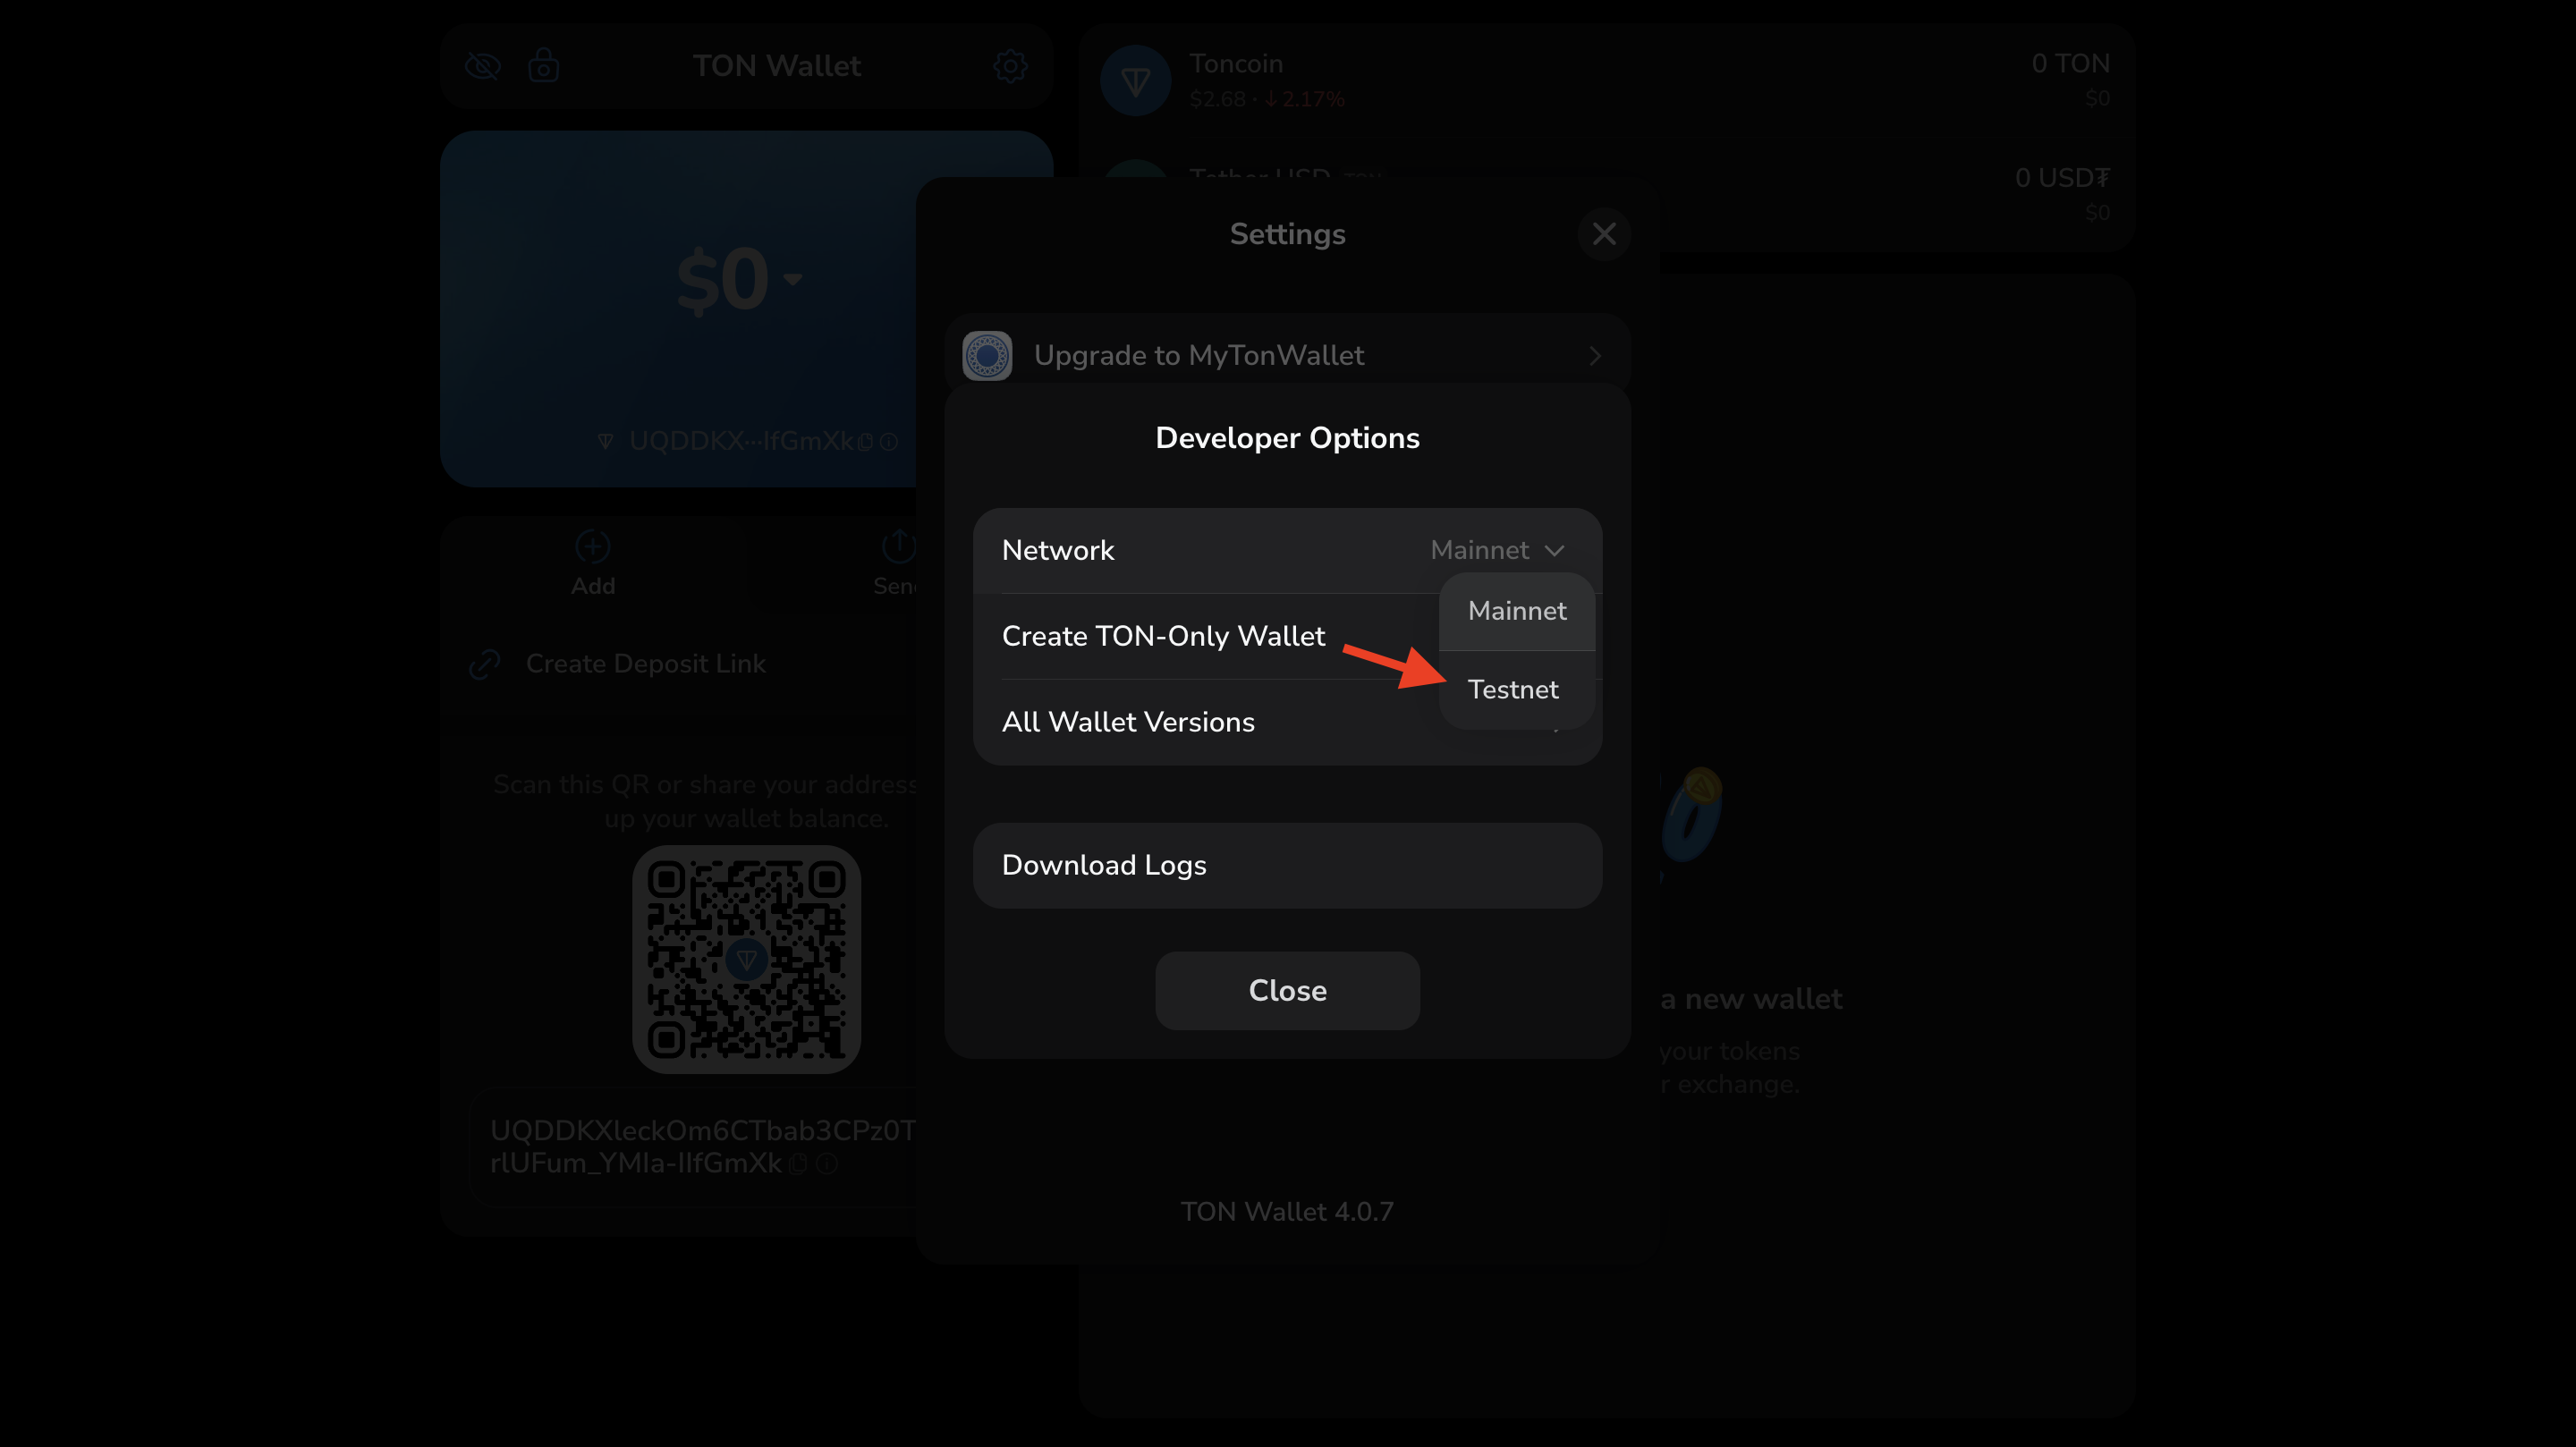 TON Wallet
$0
UQDDKX···IfGmXk
Add
Create Deposit Link
Scan this QR or share your address
up your wallet balance.
UQDDKXleckOm6CTbab3CPz0T
rlUFum_YMIa-IIfGmXk
Toncoin
0 TON
$2.68 · ↓ 2.17%
$0
Tether USD TON
0 USD₮
$0
a new wallet
your tokens
r exchange.
Settings
Upgrade to MyTonWallet
Developer Options
Network
Mainnet
Mainnet
Testnet
Create TON-Only Wallet
All Wallet Versions
Download Logs
Close
TON Wallet 4.0.7